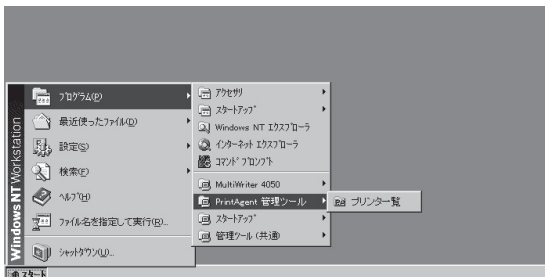 Windows NT Workstation
ﾌﾟﾛｸﾞﾗﾑ(P)
最近使ったﾌｧｲﾙ(D)
設定(S)
検索(F)
ﾍﾙﾌﾟ(H)
ﾌｧｲﾙ名を指定して実行(R)...
ｼｬｯﾄﾀﾞｳﾝ(U)...
ｱｸｾｻﾘ
ｽﾀｰﾄｱｯﾌﾟ
Windows NT ｴｸｽﾌﾟﾛｰﾗ
ｲﾝﾀｰﾈｯﾄ ｴｸｽﾌﾟﾛｰﾗ
ｺﾏﾝﾄﾞ ﾌﾟﾛﾝﾌﾟﾄ
MultiWriter 4050
PrintAgent 管理ツール
ｽﾀｰﾄｱｯﾌﾟ
管理ツール (共通)
プリンター覧
ｽﾀｰﾄ